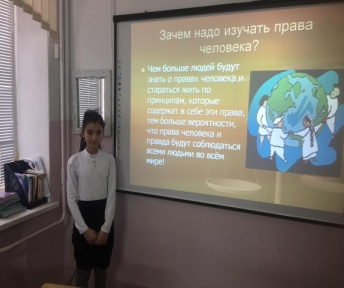 Зачем надо изучать права
человека?
Чем больше людей будут
знать о правах человека и
стараться жить по
принципам, которые
содержат в себе эти права,
тем больше вероятности,
что права человека и
правда будут соблюдаться
всеми людьми во всём
мире!